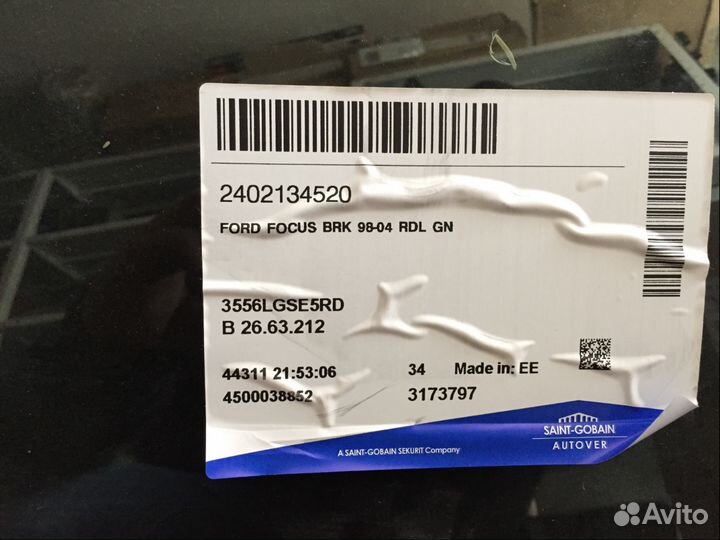 2402134520
FORD FOCUS BRK 98-04 RDL GN
3556LGSE5RD
B 26.63.212
44311 21:53:06 34 Made in: EE
4500038852 3173797
SAINT-GOBAIN
AUTOVER
A SAINT-GOBAIN SEKURIT Company
Avito